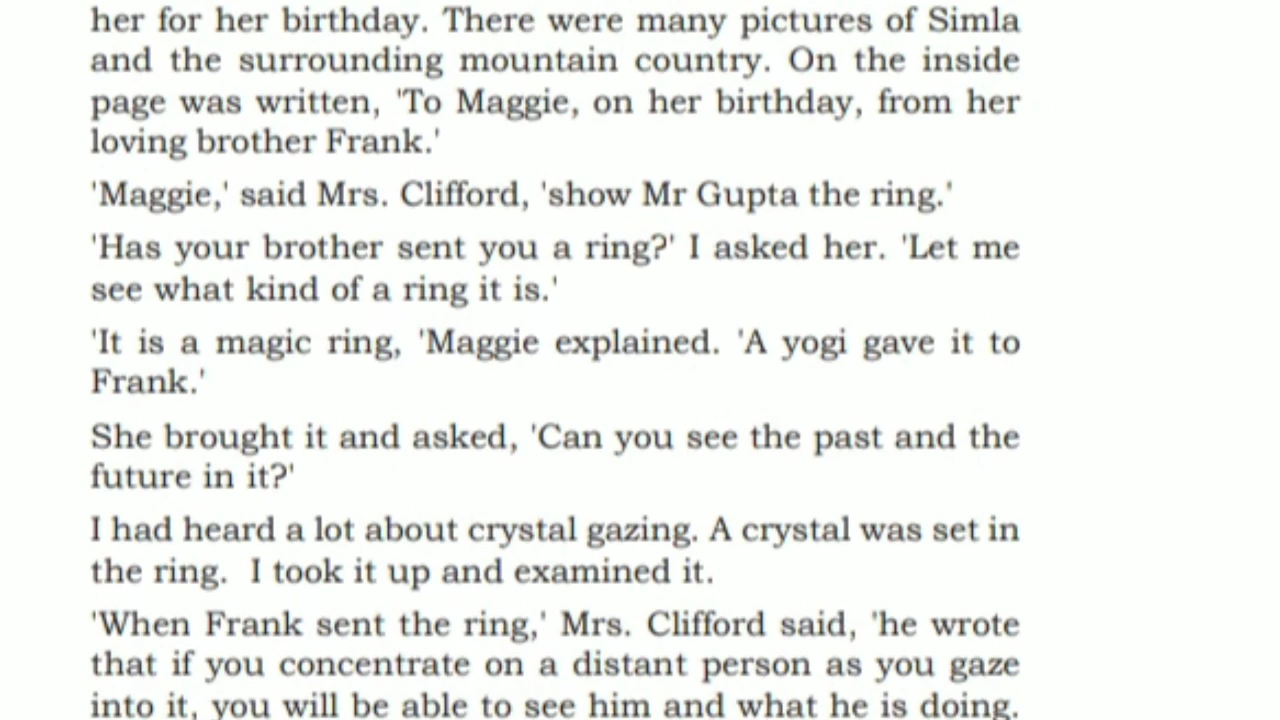 her for her birthday. There were many pictures of Simla
and the surrounding mountain country. On the inside
page was written, 'To Maggie, on her birthday, from her
loving brother Frank.'
'Maggie,' said Mrs. Clifford, 'show Mr Gupta the ring.'
'Has your brother sent you a ring?' I asked her. 'Let me
see what kind of a ring it is.'
'It is a magic ring, 'Maggie explained. 'A yogi gave it to
Frank.'
She brought it and asked, 'Can you see the past and the
future in it?'
I had heard a lot about crystal gazing. A crystal was set in
the ring.  I took it up and examined it.
'When Frank sent the ring,' Mrs. Clifford said, 'he wrote
that if you concentrate on a distant person as you gaze
into it, you will be able to see him and what he is doing.